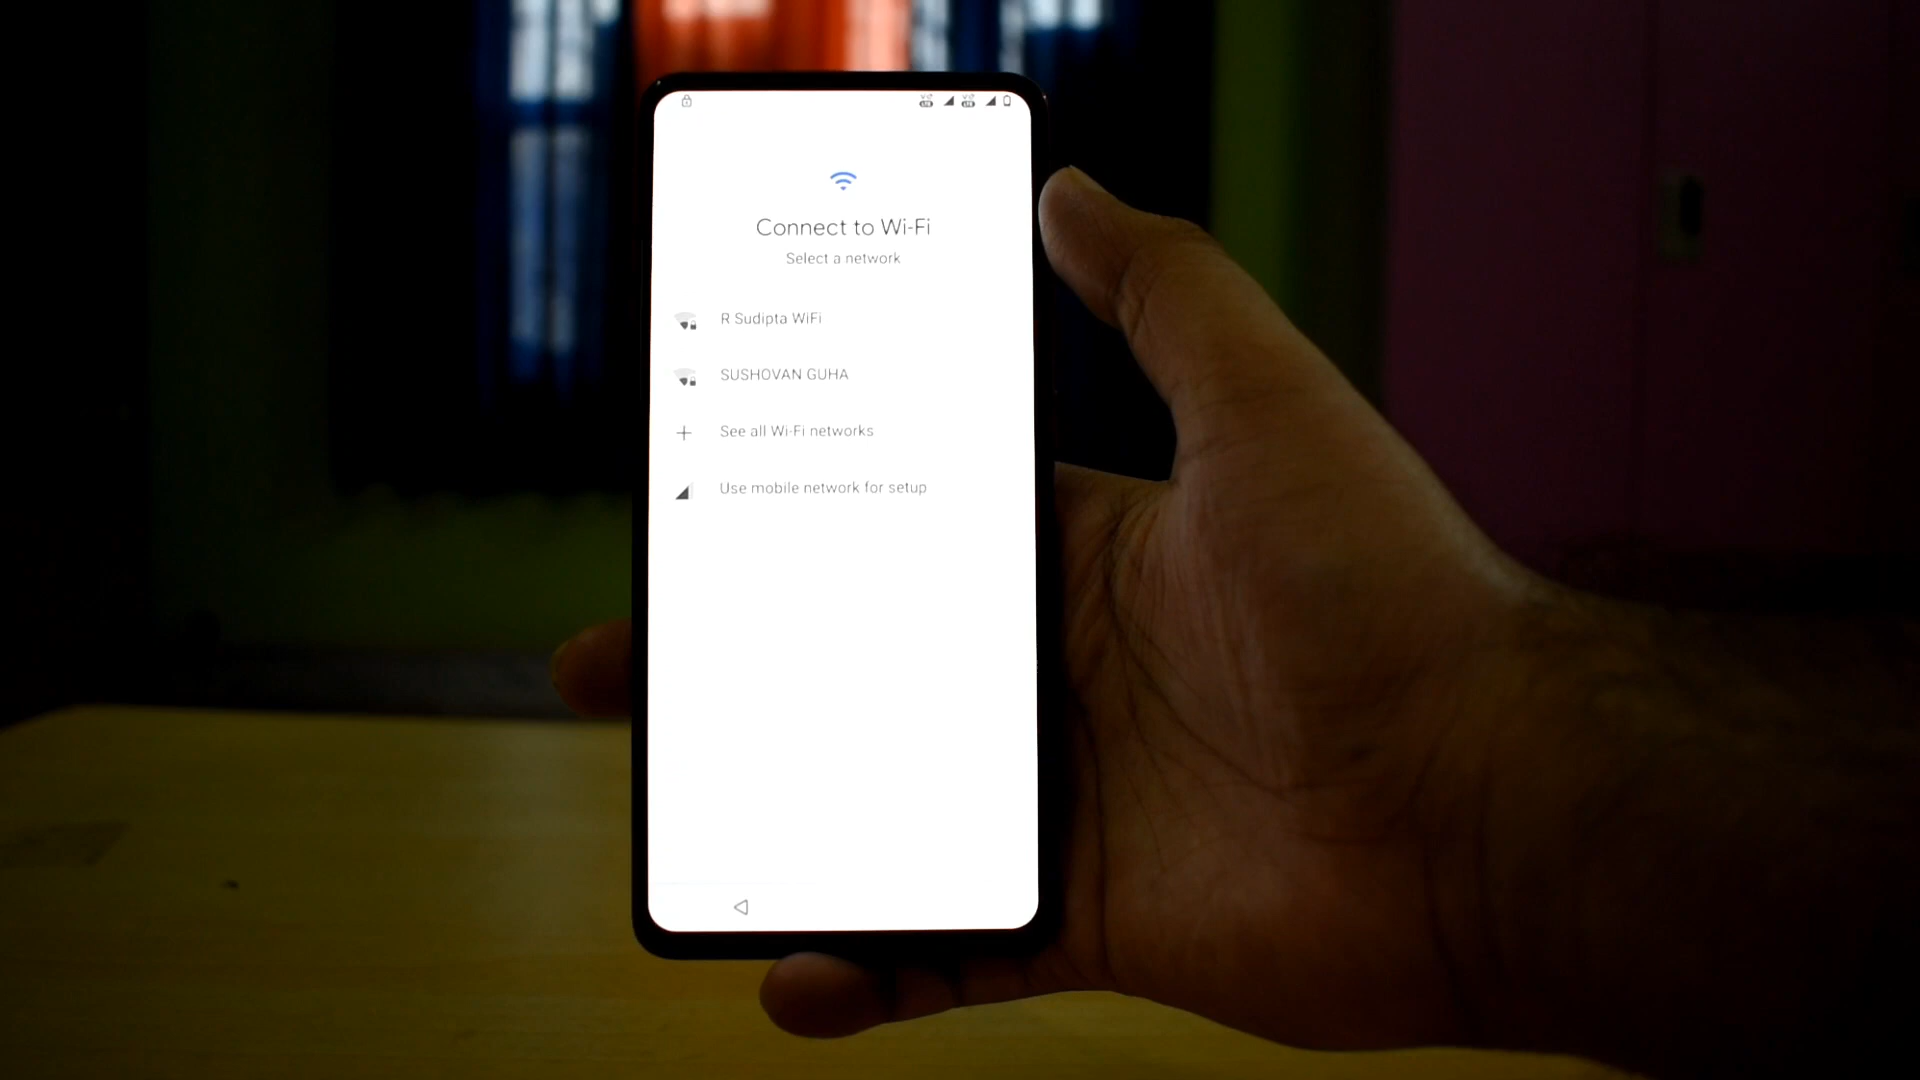 Connect to Wi-Fi
Select a network
R Sudipta WiFi
SUSHOVAN GUHA
See all Wi-Fi networks
Use mobile network for setup